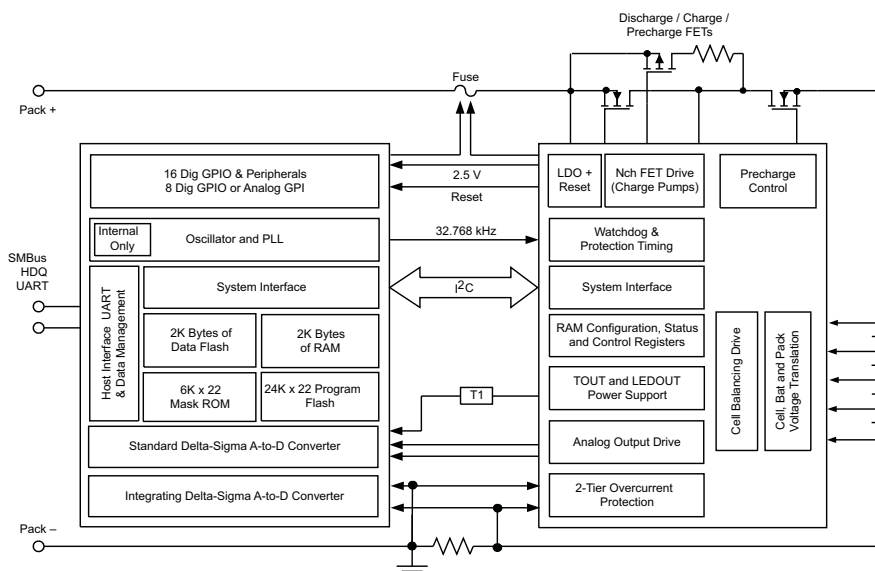 Discharge / Charge /
Precharge FETs
Fuse
Pack +
16 Dig GPIO & Peripherals
8 Dig GPIO or Analog GPI
2.5 V
Reset
LDO +
Reset
Nch FET Drive
(Charge Pumps)
Precharge
Control
Internal
Only
Oscillator and PLL
32.768 kHz
Watchdog &
Protection Timing
SMBus
HDQ
UART
Host Interface UART
& Data Management
System Interface
I2C
System Interface
2K Bytes of
Data Flash
2K Bytes
of RAM
RAM Configuration, Status
and Control Registers
6K x 22
Mask ROM
24K x 22 Program
Flash
T1
TOUT and LEDOUT
Power Support
Cell Balancing Drive
Cell, Bat and Pack
Voltage Translation
Standard Delta-Sigma A-to-D Converter
Analog Output Drive
Integrating Delta-Sigma A-to-D Converter
2-Tier Overcurrent
Protection
Pack –